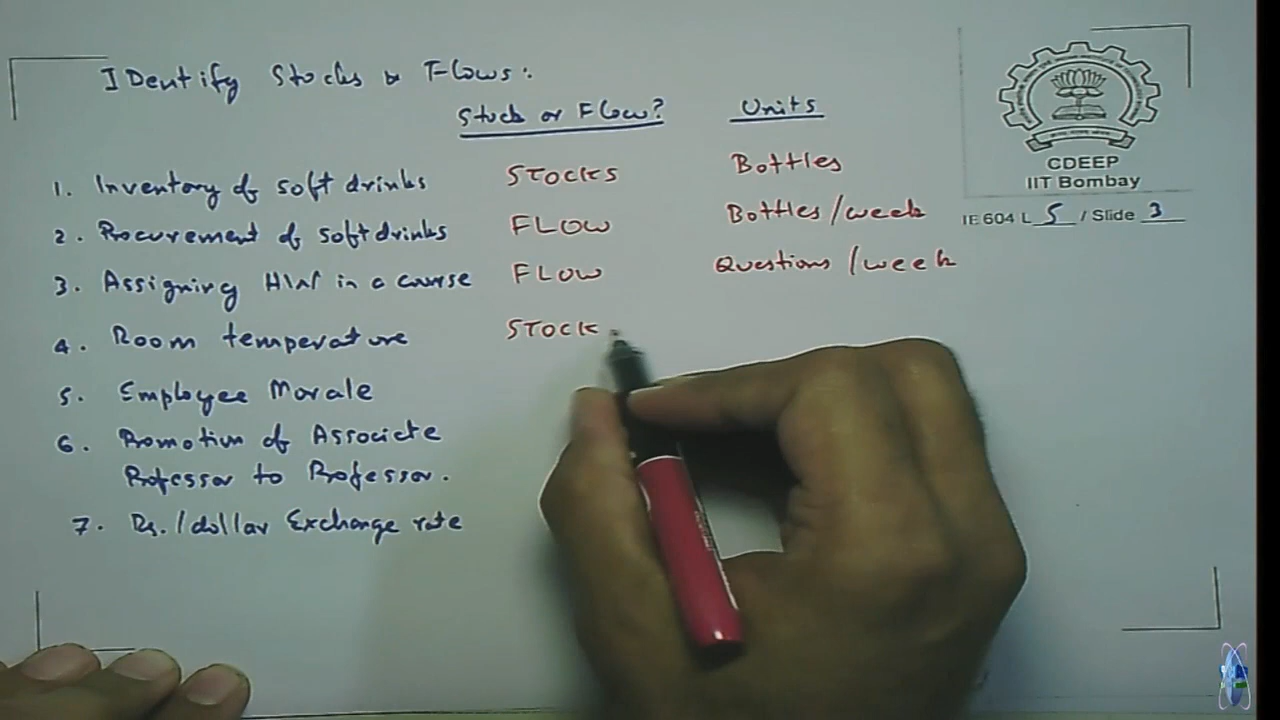 IDentify Stocks & Flows:
Stock or Flow? Units
1. Inventory of soft drinks STOCKS Bottles
2. Procurement of soft drinks FLOW Bottles/week
3. Assigning HW in a course FLOW Questions/week
4. Room temperature STOCK
5. Employee Morale
6. Promotion of Associate
Professor to Professor.
7. Rs./dollar Exchange rate
CDEEP
IIT Bombay
IE 604 L 5 / Slide 3